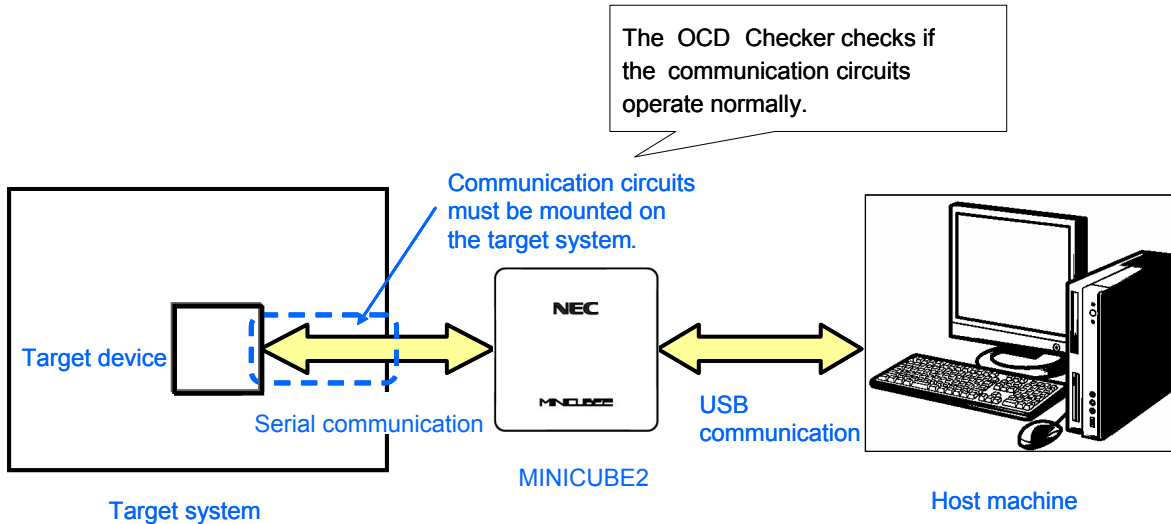 The OCD Checker checks if
the communication circuits
operate normally.
Communication circuits
must be mounted on
the target system.
NEC
Target device
MINICUBE2
Serial communication
USB
communication
MINICUBE2
Host machine
Target system